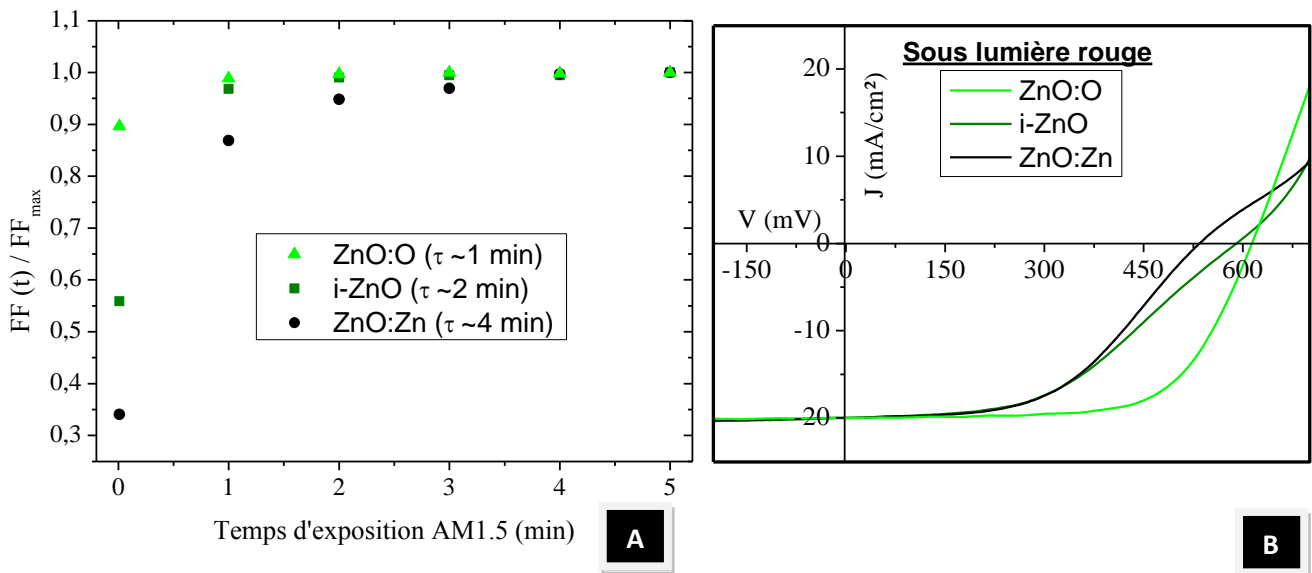 1,1
1,0
0,9
0,8
0,7
0,6
0,5
0,4
0,3
FF (t) / FFmax
ZnO:O (τ ~1 min)
i-ZnO (τ ~2 min)
ZnO:Zn (τ ~4 min)
0 1 2 3 4 5
Temps d'exposition AM1.5 (min)
A
Sous lumière rouge
ZnO:O
i-ZnO
ZnO:Zn
J (mA/cm²)
V (mV)
20
10
0
-10
-20
-150 0 150 300 450 600
B